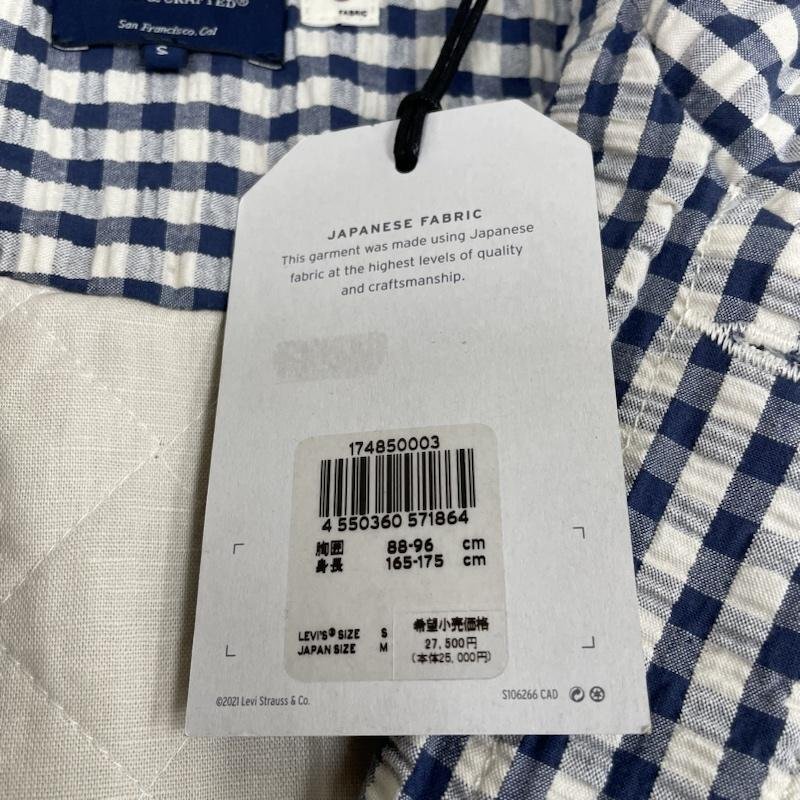 & CRAFTED®
San Francisco, Cal
S
FABRIC
JAPANESE FABRIC
This garment was made using Japanese
fabric at the highest levels of quality
and craftsmanship.
174850003
4 550360 571864
胸囲 88-96 cm
身長 165-175 cm
LEVI'S® SIZE S
JAPAN SIZE M
希望小売価格
27,500円
(本体25,000円)
©2021 Levi Strauss & Co.
S106266 CAD